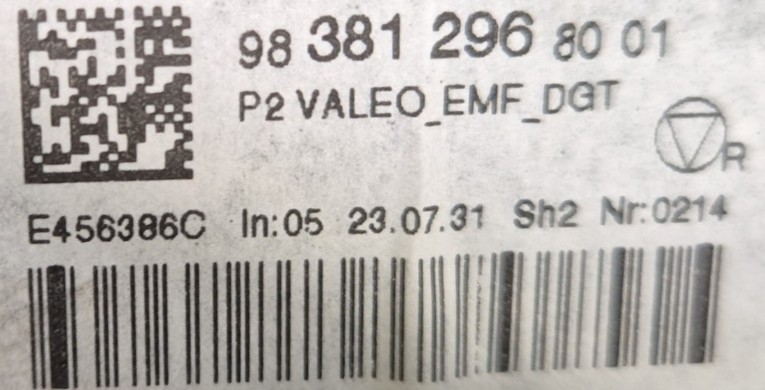 98 381 296 80 01
P2 VALEO_EMF_DGT
R
E456386C In:05 23.07.31 Sh2 Nr:0214